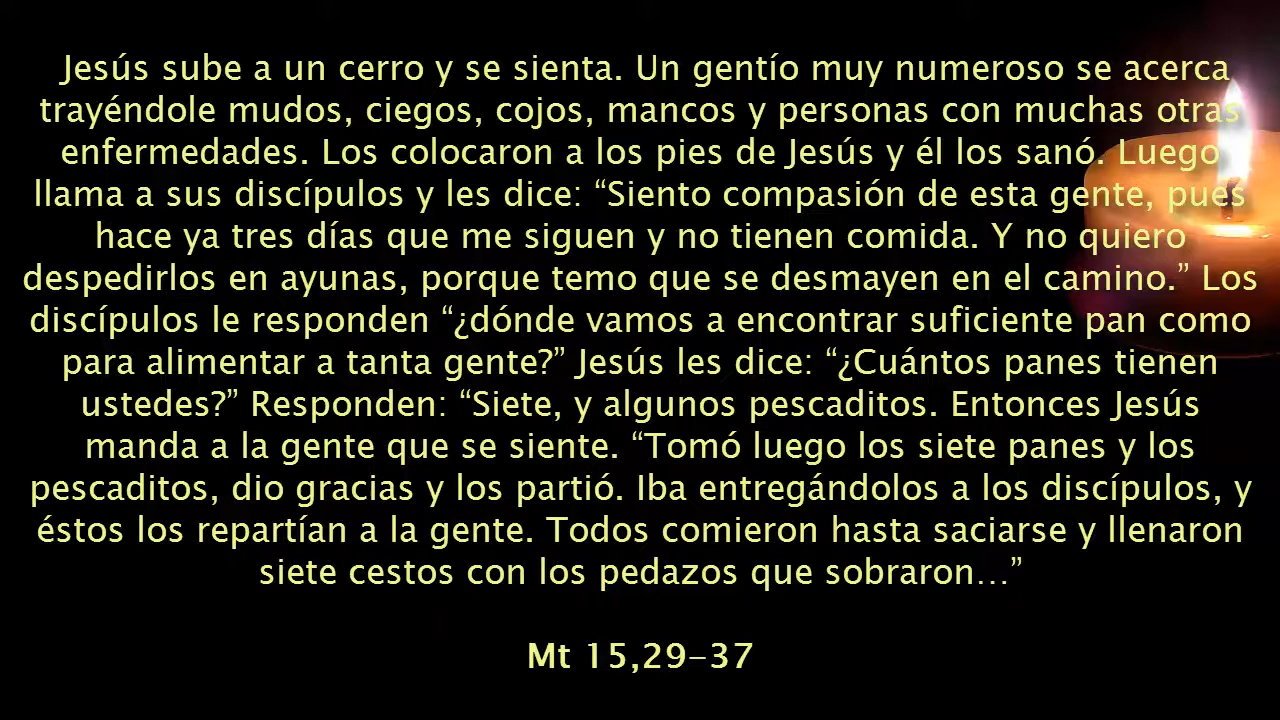 Jesús sube a un cerro y se sienta. Un gentío muy numeroso se acerca
trayéndole mudos, ciegos, cojos, mancos y personas con muchas otras
enfermedades. Los colocaron a los pies de Jesús y él los sanó. Luego
llama a sus discípulos y les dice: “Siento compasión de esta gente, pues
hace ya tres días que me siguen y no tienen comida. Y no quiero
despedirlos en ayunas, porque temo que se desmayen en el camino.” Los
discípulos le responden “¿dónde vamos a encontrar suficiente pan como
para alimentar a tanta gente?” Jesús les dice: “¿Cuántos panes tienen
ustedes?” Responden: “Siete, y algunos pescaditos. Entonces Jesús
manda a la gente que se siente. “Tomó luego los siete panes y los
pescaditos, dio gracias y los partió. Iba entregándolos a los discípulos, y
éstos los repartían a la gente. Todos comieron hasta saciarse y llenaron
siete cestos con los pedazos que sobraron…”
Mt 15,29-37